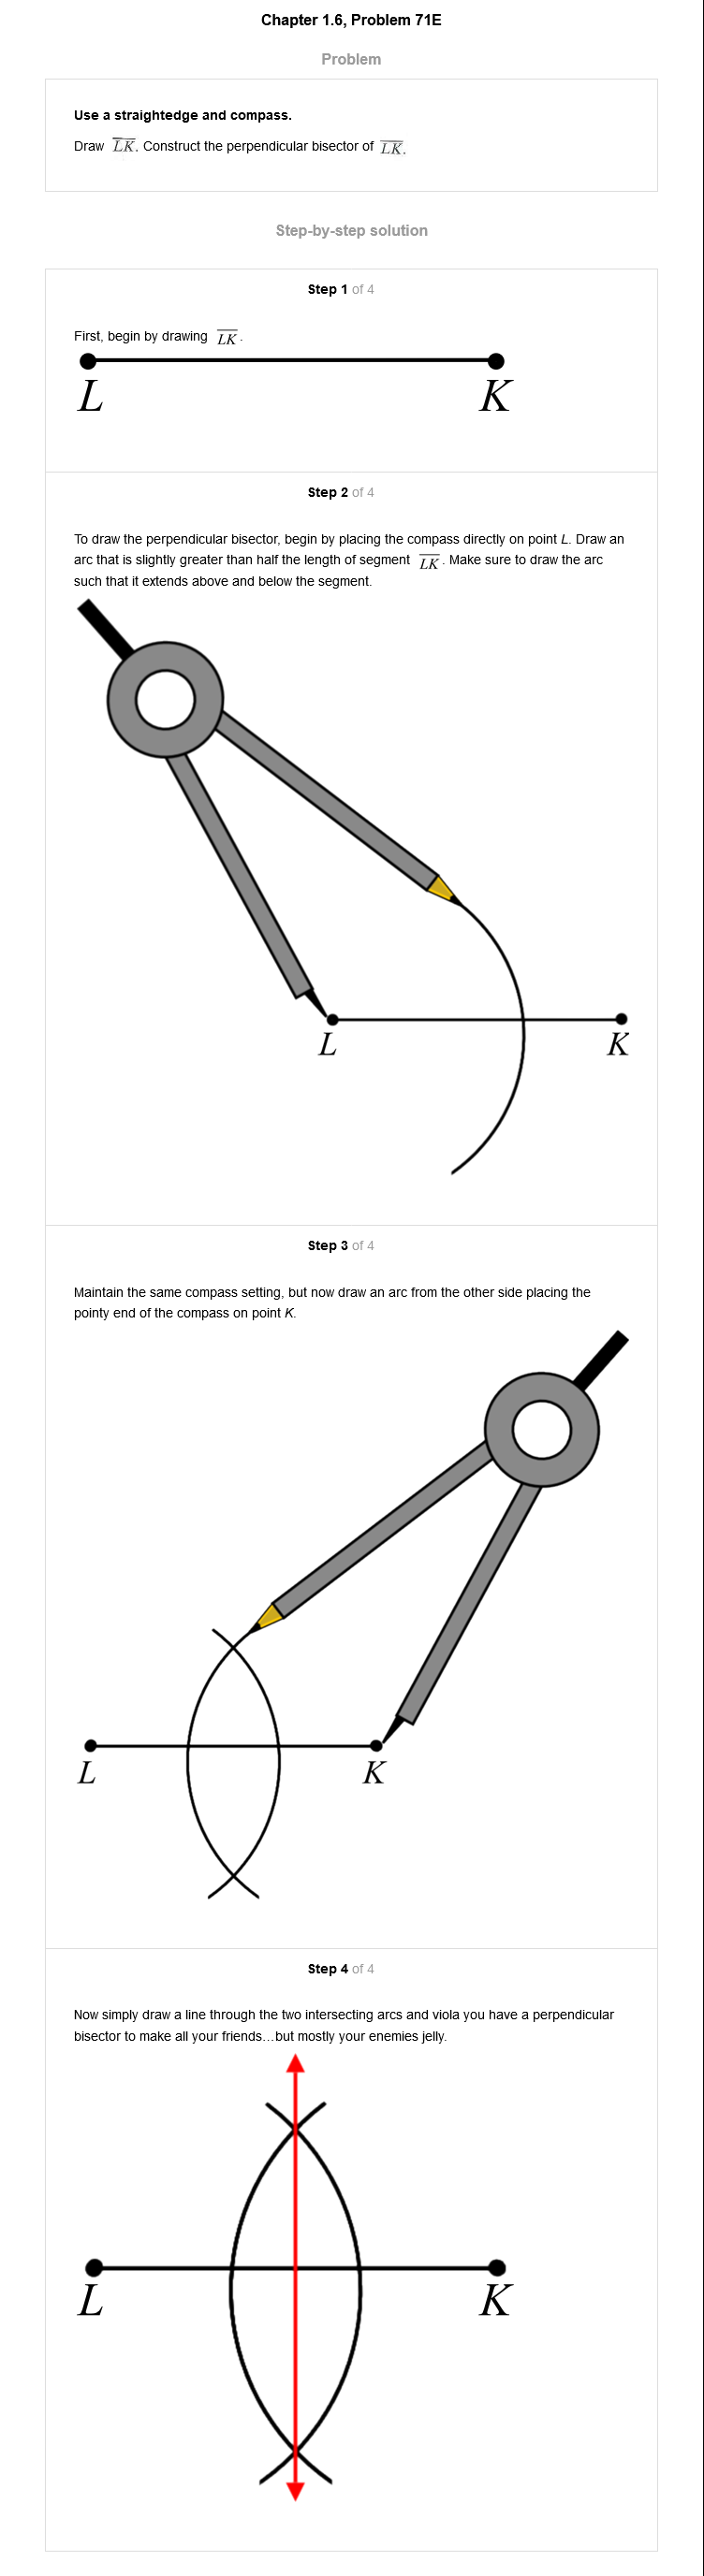 Chapter 1.6, Problem 71E
Problem
Use a straightedge and compass.
Draw LK. Construct the perpendicular bisector of LK.
Step-by-step solution
Step 1 of 4
First, begin by drawing LK.
L K
Step 2 of 4
To draw the perpendicular bisector, begin by placing the compass directly on point L. Draw an
arc that is slightly greater than half the length of segment LK. Make sure to draw the arc
such that it extends above and below the segment.
L K
Step 3 of 4
Maintain the same compass setting, but now draw an arc from the other side placing the
pointy end of the compass on point K.
L K
Step 4 of 4
Now simply draw a line through the two intersecting arcs and viola you have a perpendicular
bisector to make all your friends…but mostly your enemies jelly.
L K